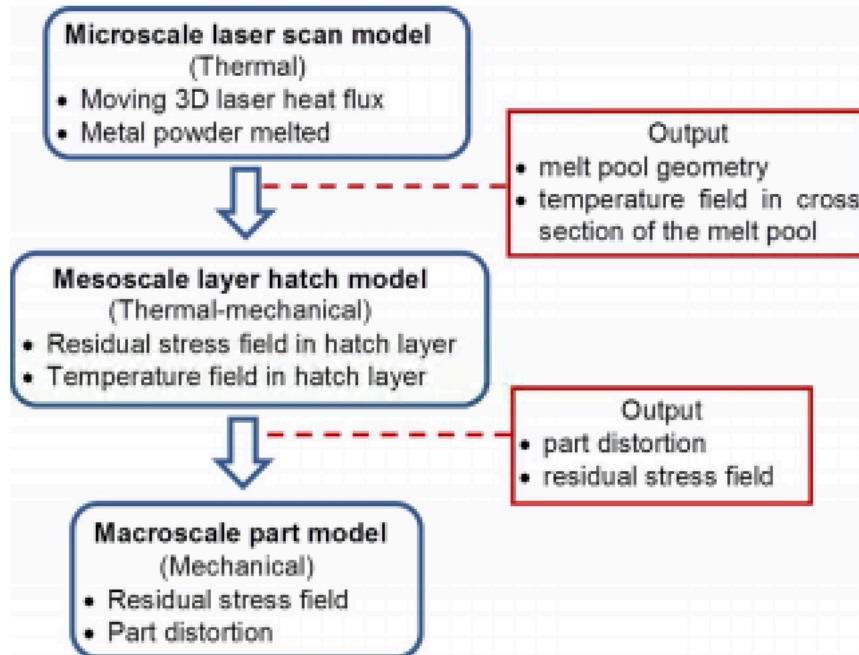 Microscale laser scan model
(Thermal)
• Moving 3D laser heat flux
• Metal powder melted
Output
• melt pool geometry
• temperature field in cross
section of the melt pool
Mesoscale layer hatch model
(Thermal-mechanical)
• Residual stress field in hatch layer
• Temperature field in hatch layer
Output
• part distortion
• residual stress field
Macroscale part model
(Mechanical)
• Residual stress field
• Part distortion